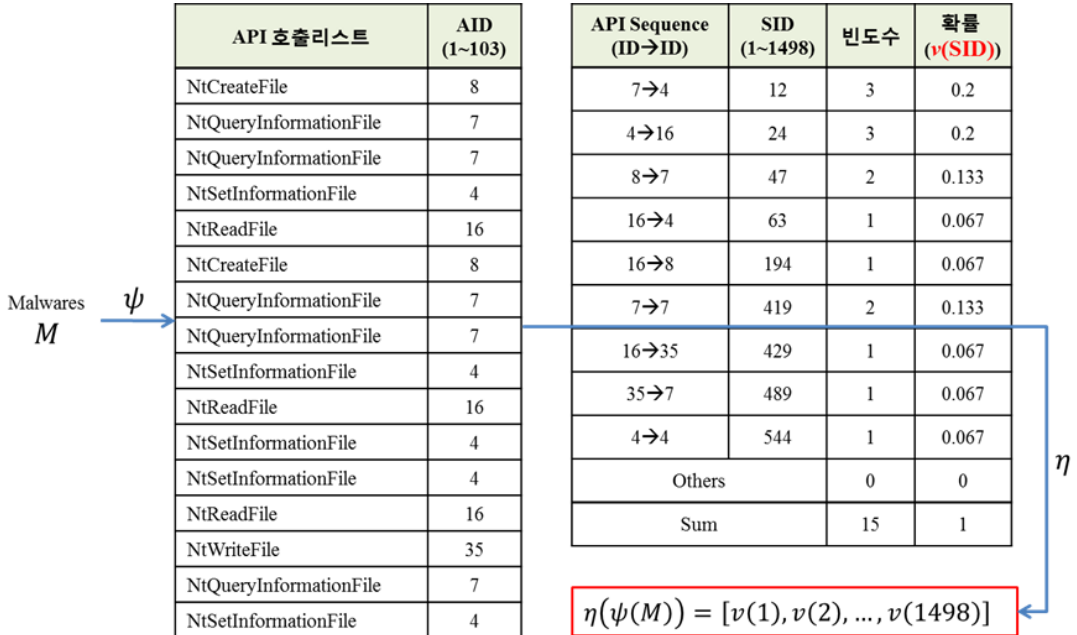 API 호출리스트 AID (1~103)
NtCreateFile 8
NtQueryInformationFile 7
NtQueryInformationFile 7
NtSetInformationFile 4
NtReadFile 16
NtCreateFile 8
NtQueryInformationFile 7
NtQueryInformationFile 7
NtSetInformationFile 4
NtReadFile 16
NtSetInformationFile 4
NtSetInformationFile 4
NtReadFile 16
NtWriteFile 35
NtQueryInformationFile 7
NtSetInformationFile 4
Malwares
M
ψ
API Sequence (ID→ID) SID (1~1498) 빈도수 확률 (v(SID))
7→4 12 3 0.2
4→16 24 3 0.2
8→7 47 2 0.133
16→4 63 1 0.067
16→8 194 1 0.067
7→7 419 2 0.133
16→35 429 1 0.067
35→7 489 1 0.067
4→4 544 1 0.067
Others 0 0
Sum 15 1
η
η(ψ(M)) = [v(1), v(2), …, v(1498)]